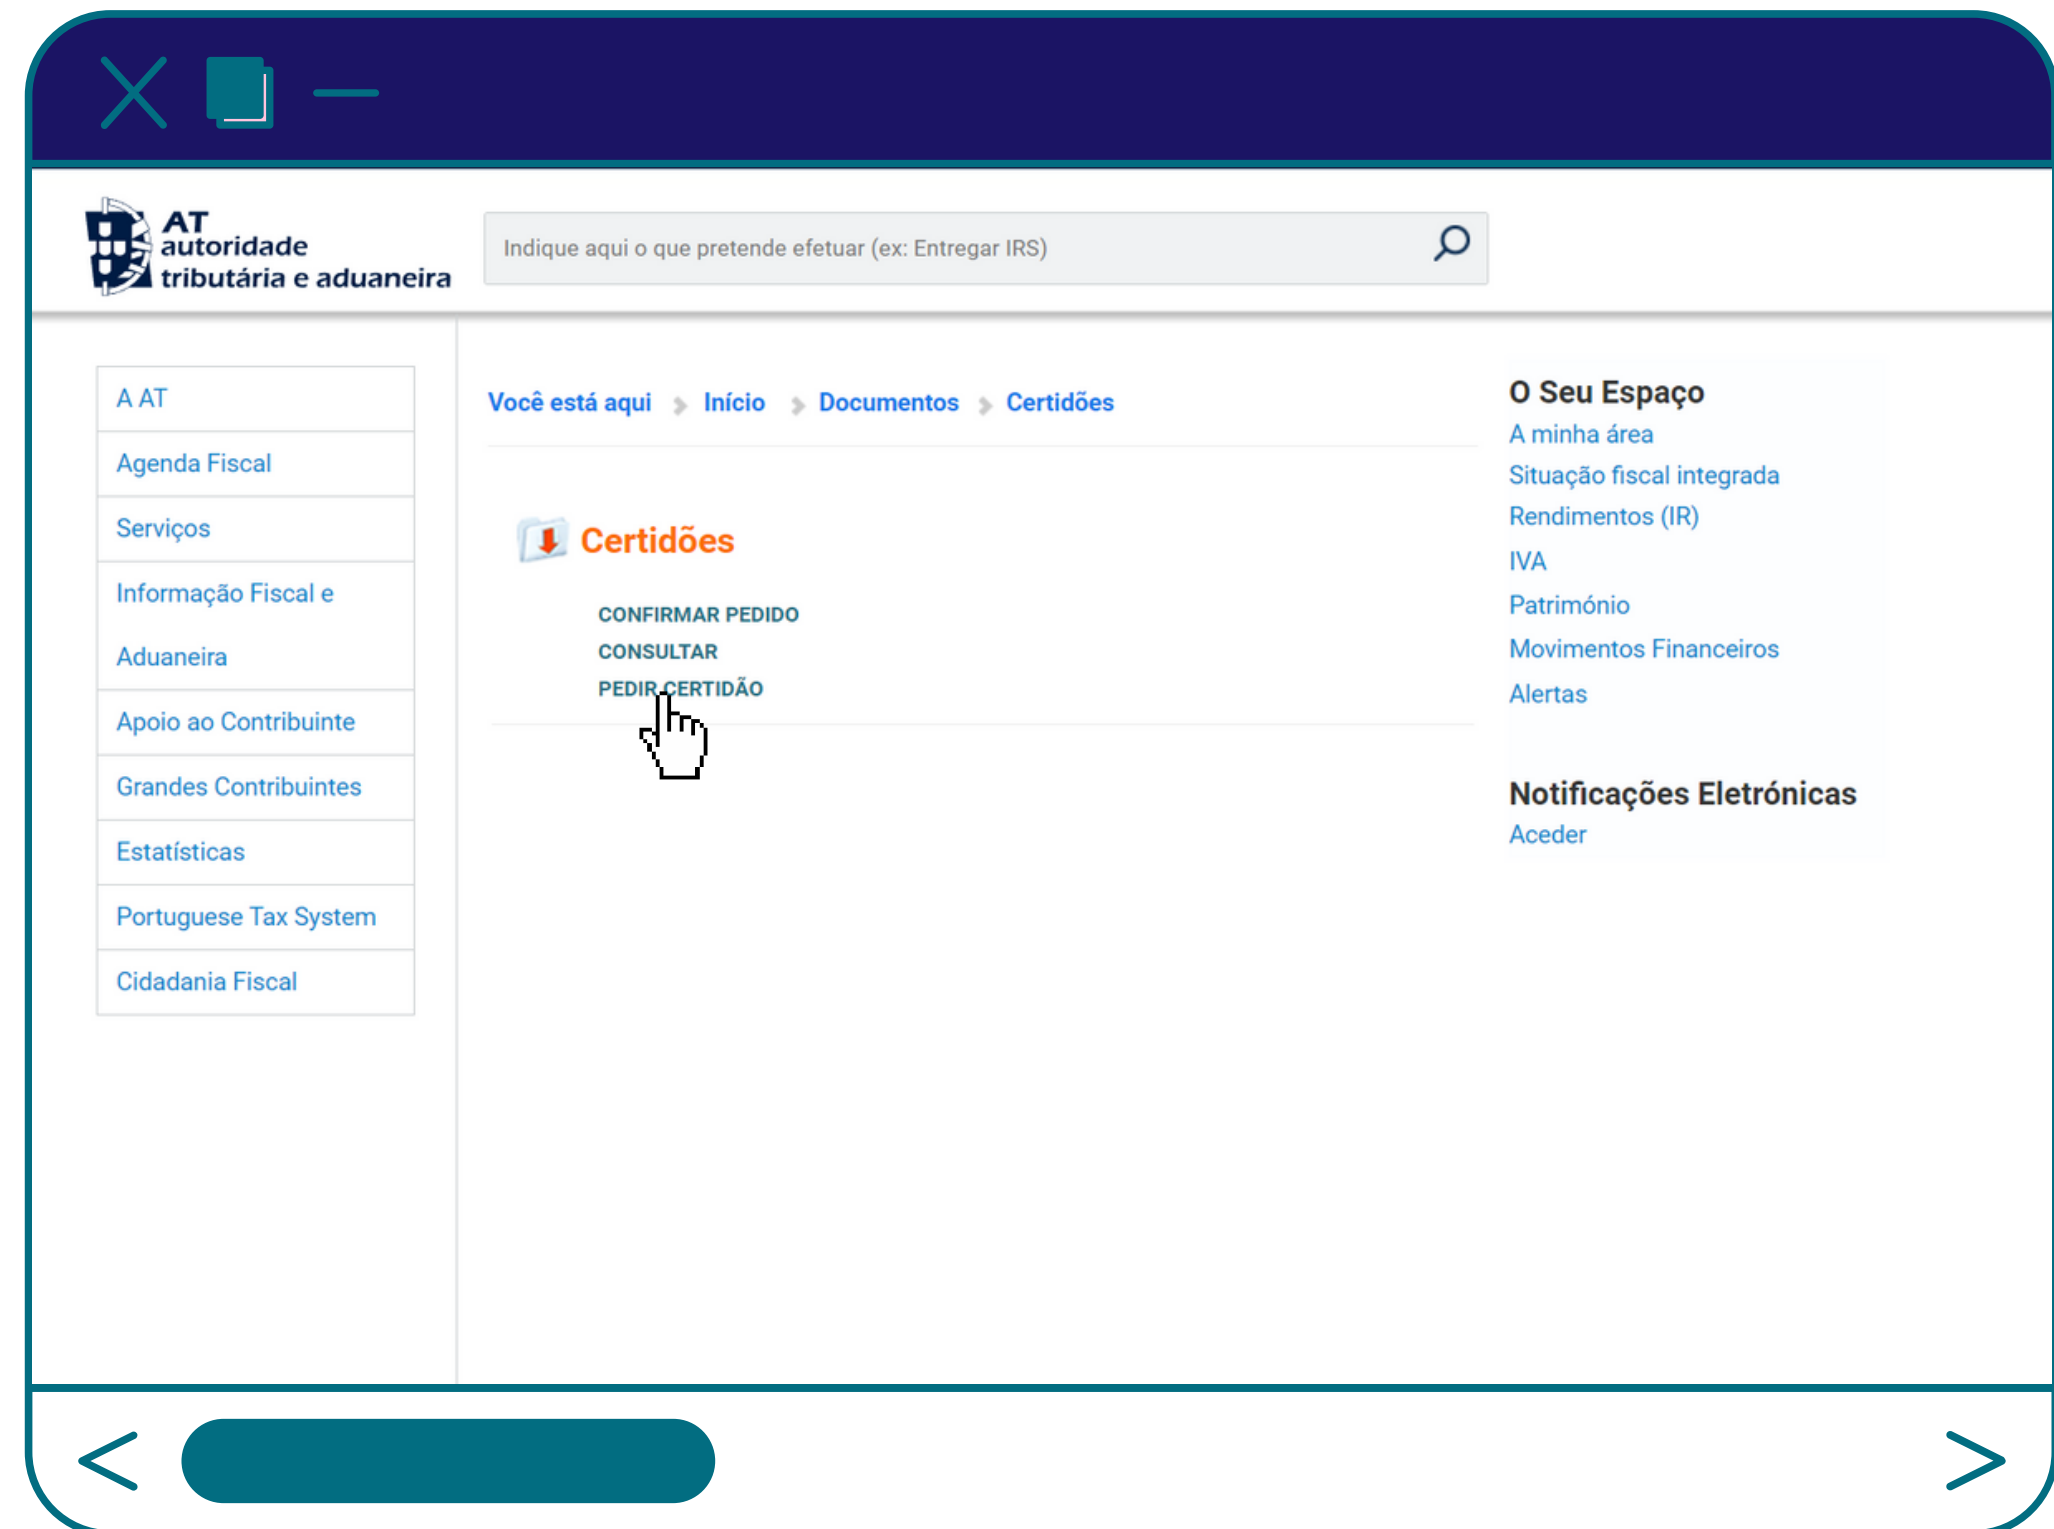 AT
autoridade
tributária e aduaneira
Indique aqui o que pretende efetuar (ex: Entregar IRS)
A AT
Agenda Fiscal
Serviços
Informação Fiscal e
Aduaneira
Apoio ao Contribuinte
Grandes Contribuintes
Estatísticas
Portuguese Tax System
Cidadania Fiscal
Você está aqui Início Documentos Certidões
Certidões
CONFIRMAR PEDIDO
CONSULTAR
PEDIR CERTIDÃO
O Seu Espaço
A minha área
Situação fiscal integrada
Rendimentos (IR)
IVA
Património
Movimentos Financeiros
Alertas
Notificações Eletrónicas
Aceder